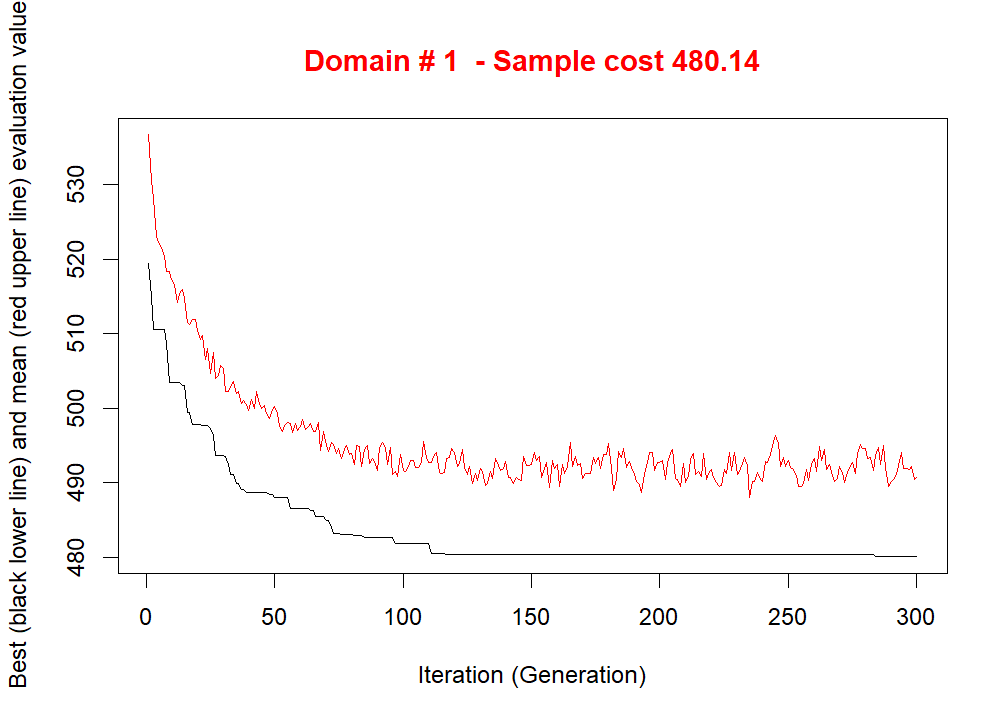 Domain # 1  - Sample cost 480.14
Best (black lower line) and mean (red upper line) evaluation value
530
520
510
500
490
480
0 50 100 150 200 250 300
Iteration (Generation)